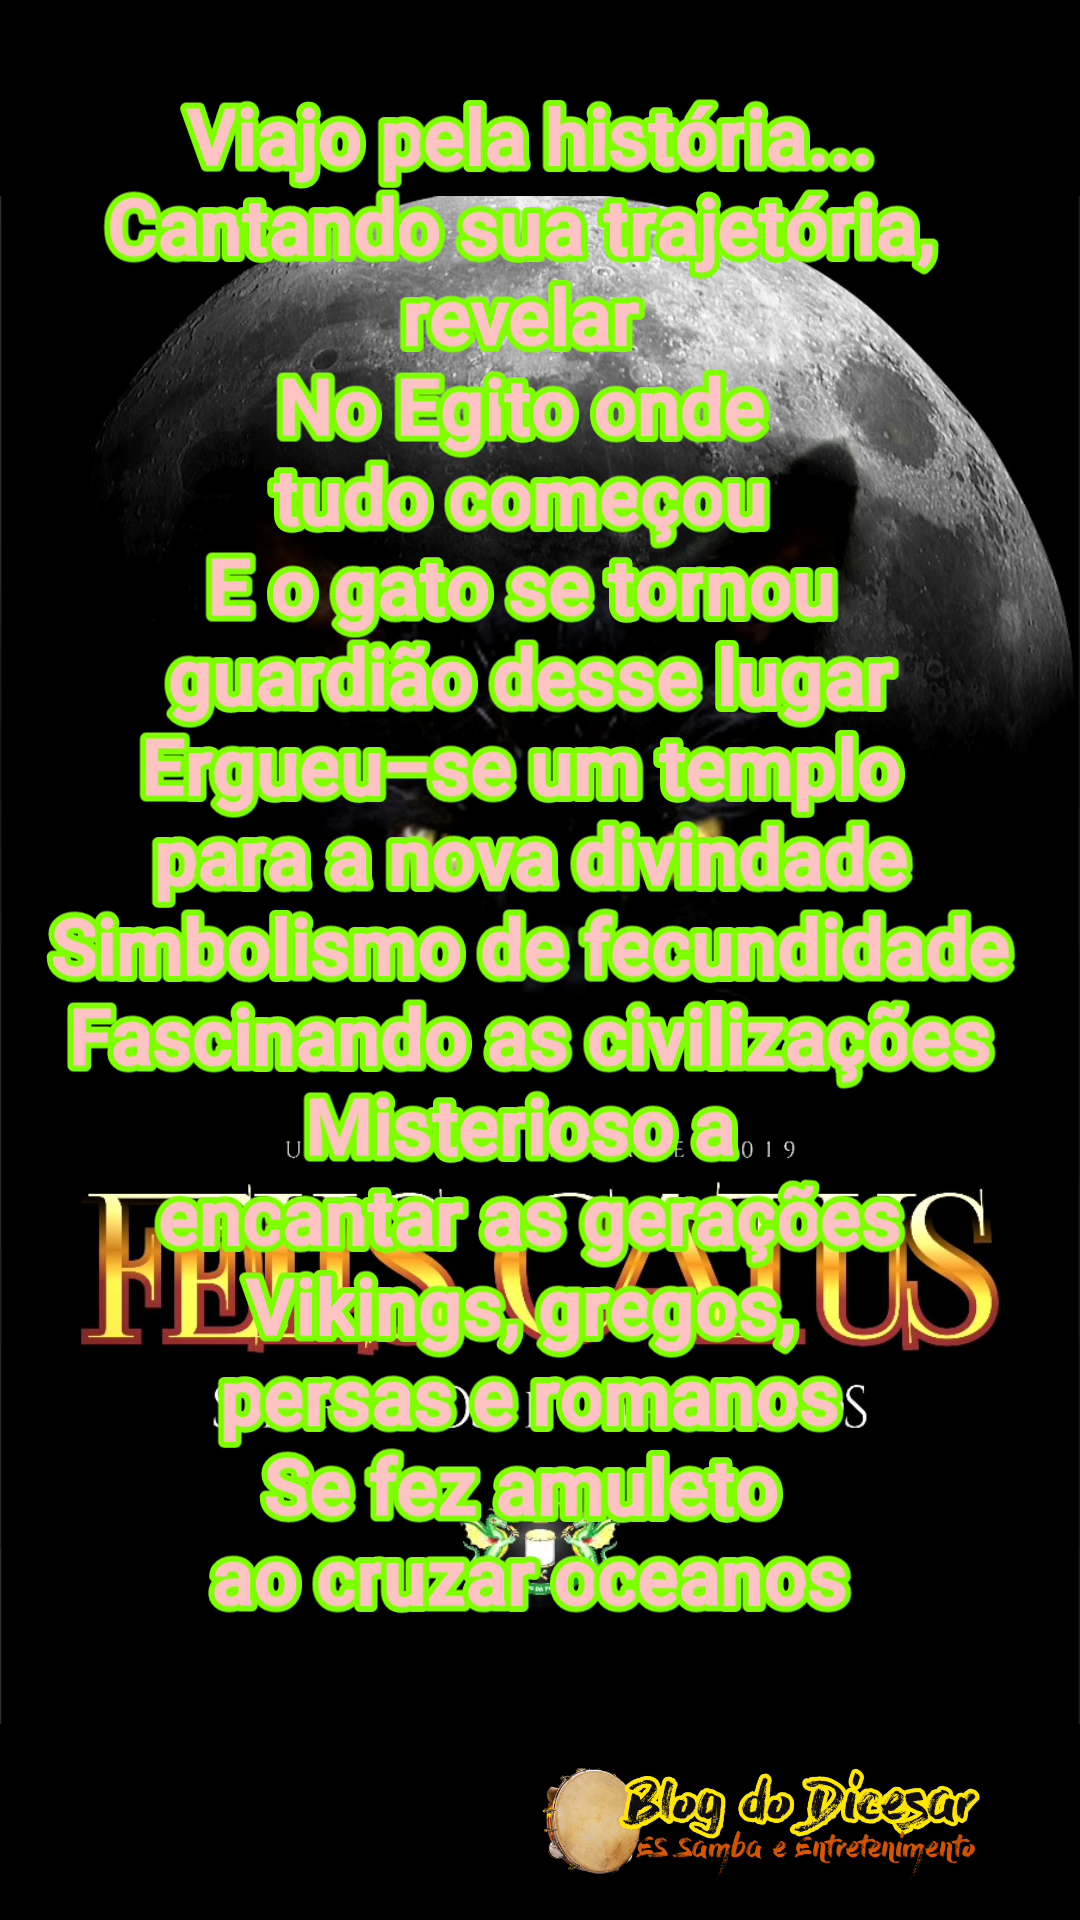 Viajo pela história...
Cantando sua trajetória,
revelar
No Egito onde
tudo começou
E o gato se tornou
guardião desse lugar
Ergueu-se um templo
para a nova divindade
Simbolismo de fecundidade
Fascinando as civilizações
Misterioso a
encantar as gerações
FELIS CATUS
Vikings, gregos,
persas e romanos
Se fez amuleto
ao cruzar oceanos
Blog do Dicesar
ES Samba e Entretenimento